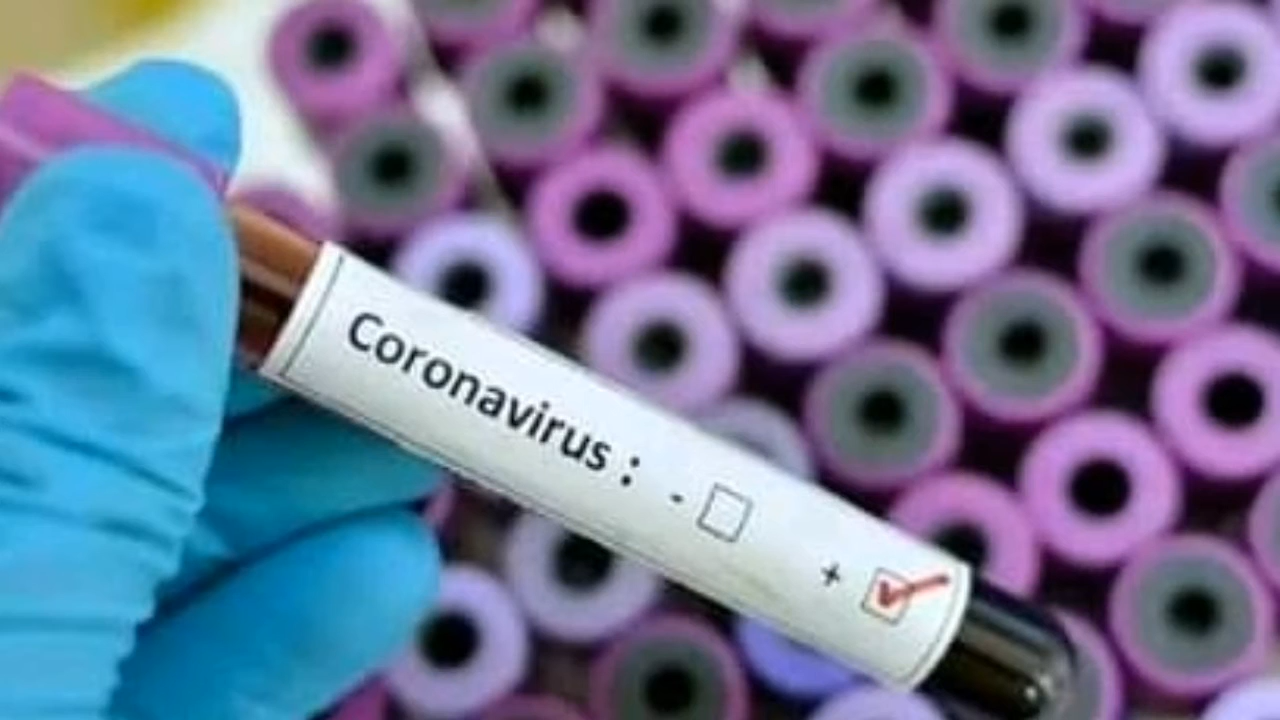 Coronavirus : - ☐
+ ☑